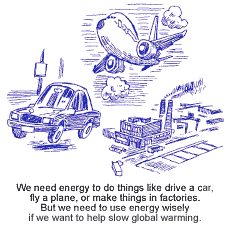 We need energy to do things like drive a car,
fly a plane, or make things in factories.
But we need to use energy wisely
if we want to help slow global warming.